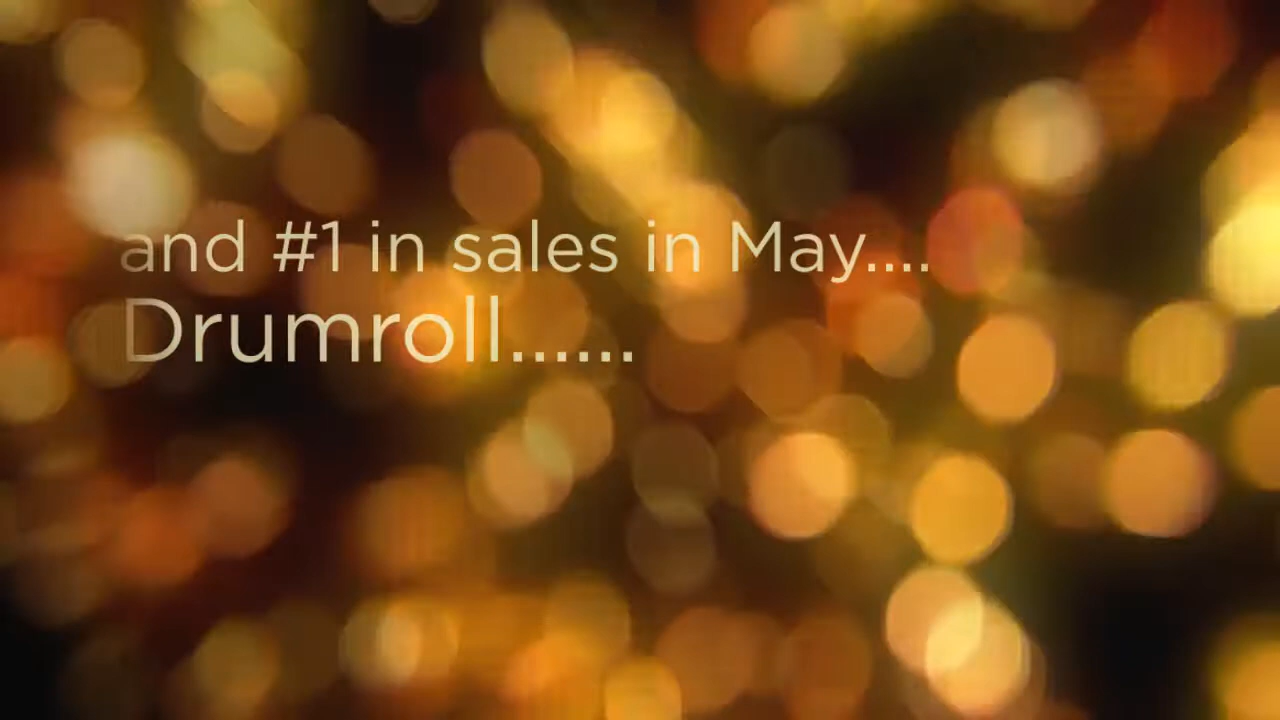 and #1 in sales in May....
Drumroll......